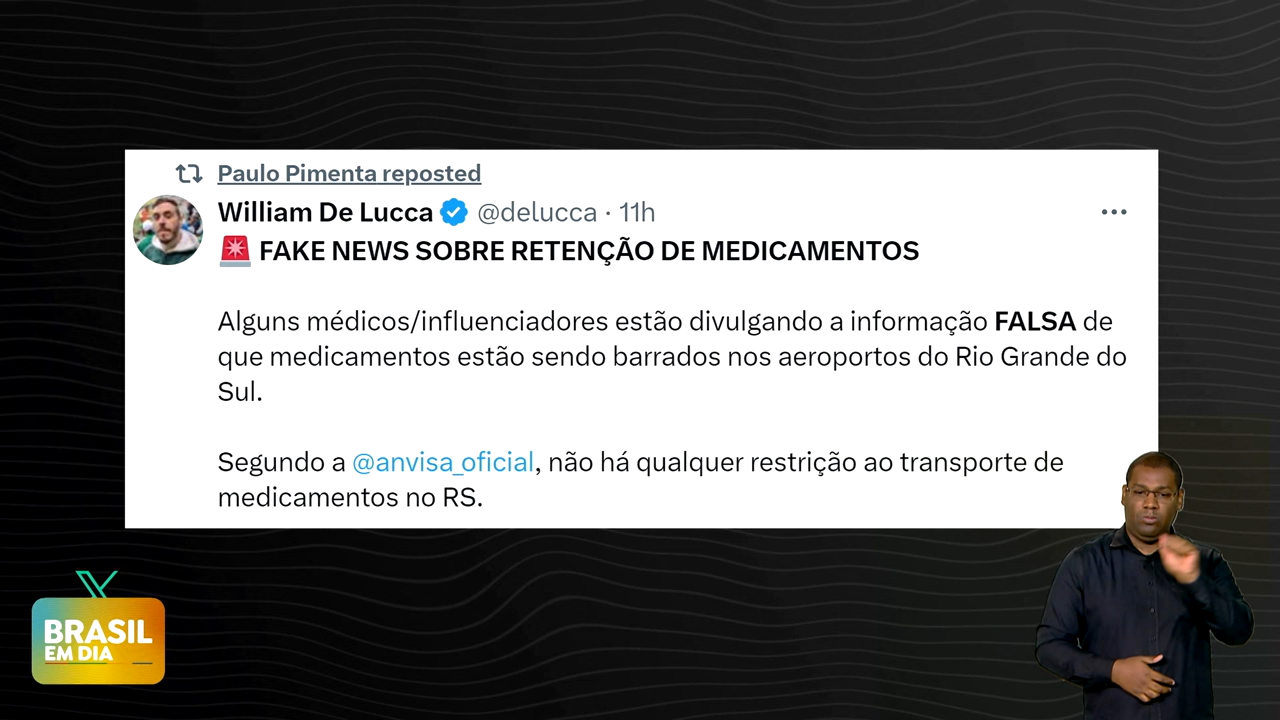 Paulo Pimenta reposted
William De Lucca @delucca · 11h
🚨 FAKE NEWS SOBRE RETENÇÃO DE MEDICAMENTOS
Alguns médicos/influenciadores estão divulgando a informação FALSA de
que medicamentos estão sendo barrados nos aeroportos do Rio Grande do
Sul.
Segundo a @anvisa_oficial, não há qualquer restrição ao transporte de
medicamentos no RS.
BRASIL
EM DIA